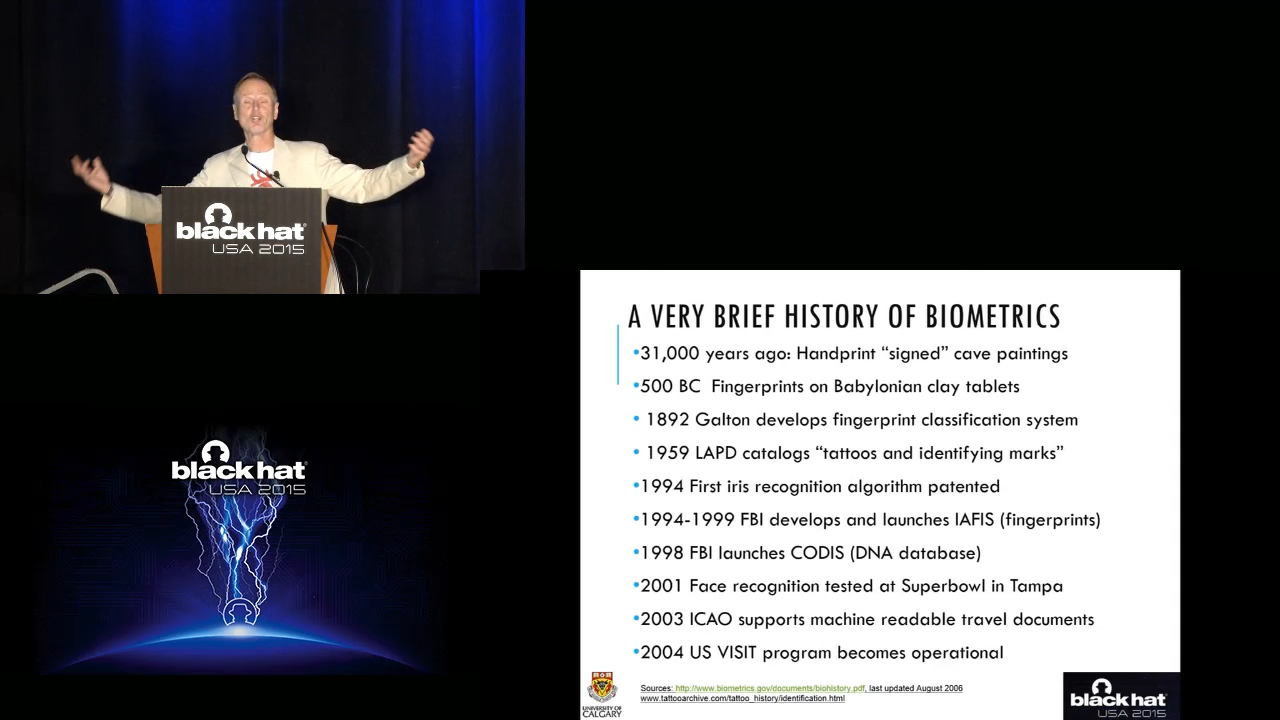 black hat
USA 2015
A VERY BRIEF HISTORY OF BIOMETRICS
•31,000 years ago: Handprint “signed” cave paintings
•500 BC Fingerprints on Babylonian clay tablets
• 1892 Galton develops fingerprint classification system
• 1959 LAPD catalogs “tattoos and identifying marks”
•1994 First iris recognition algorithm patented
•1994-1999 FBI develops and launches IAFIS (fingerprints)
•1998 FBI launches CODIS (DNA database)
•2001 Face recognition tested at Superbowl in Tampa
•2003 ICAO supports machine readable travel documents
•2004 US VISIT program becomes operational
Sources: http://www.biometrics.gov/documents/biohistory.pdf, last updated August 2006
www.tattooarchive.com/tattoo_history/identification.html
UNIVERSITY OF
CALGARY
black hat
USA 2015
black hat
USA 2015